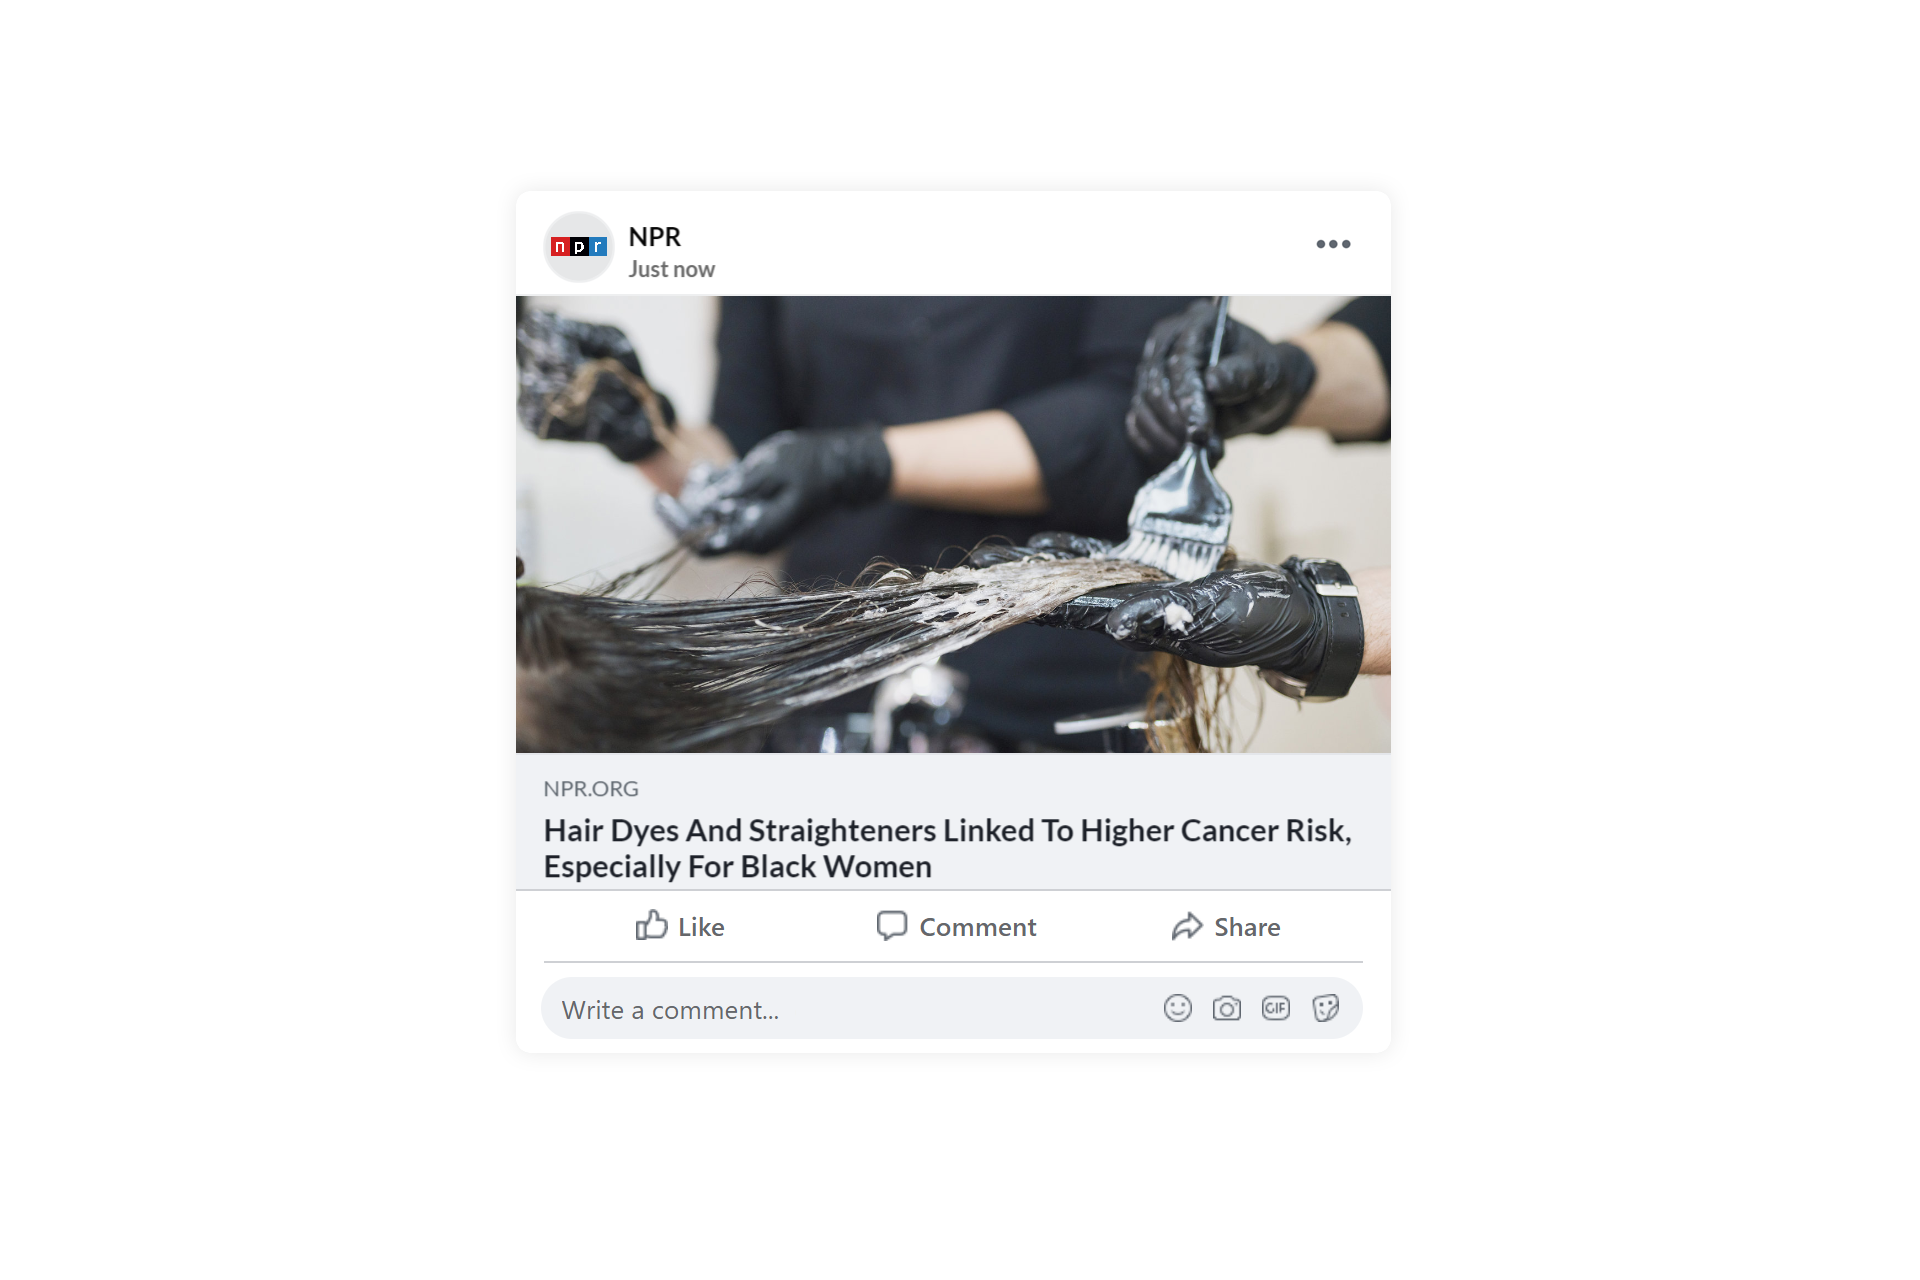 npr
NPR
Just now
NPR.ORG
Hair Dyes And Straighteners Linked To Higher Cancer Risk,
Especially For Black Women
Like Comment Share
Write a comment... GIF